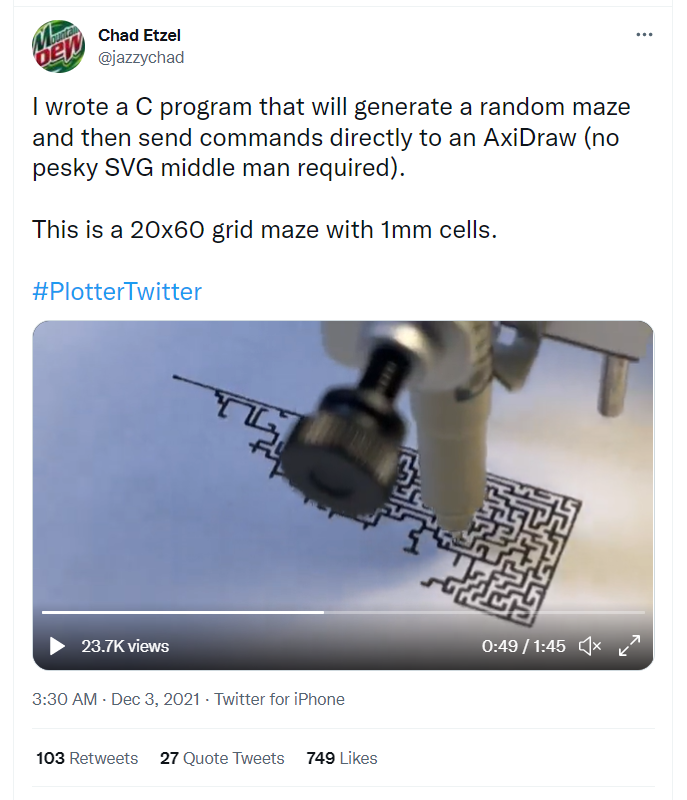 Mountain
Dew
Chad Etzel
@jazzychad
I wrote a C program that will generate a random maze
and then send commands directly to an AxiDraw (no
pesky SVG middle man required).
This is a 20x60 grid maze with 1mm cells.
#PlotterTwitter
23.7K views
0:49 / 1:45
3:30 AM · Dec 3, 2021 · Twitter for iPhone
103 Retweets 27 Quote Tweets 749 Likes